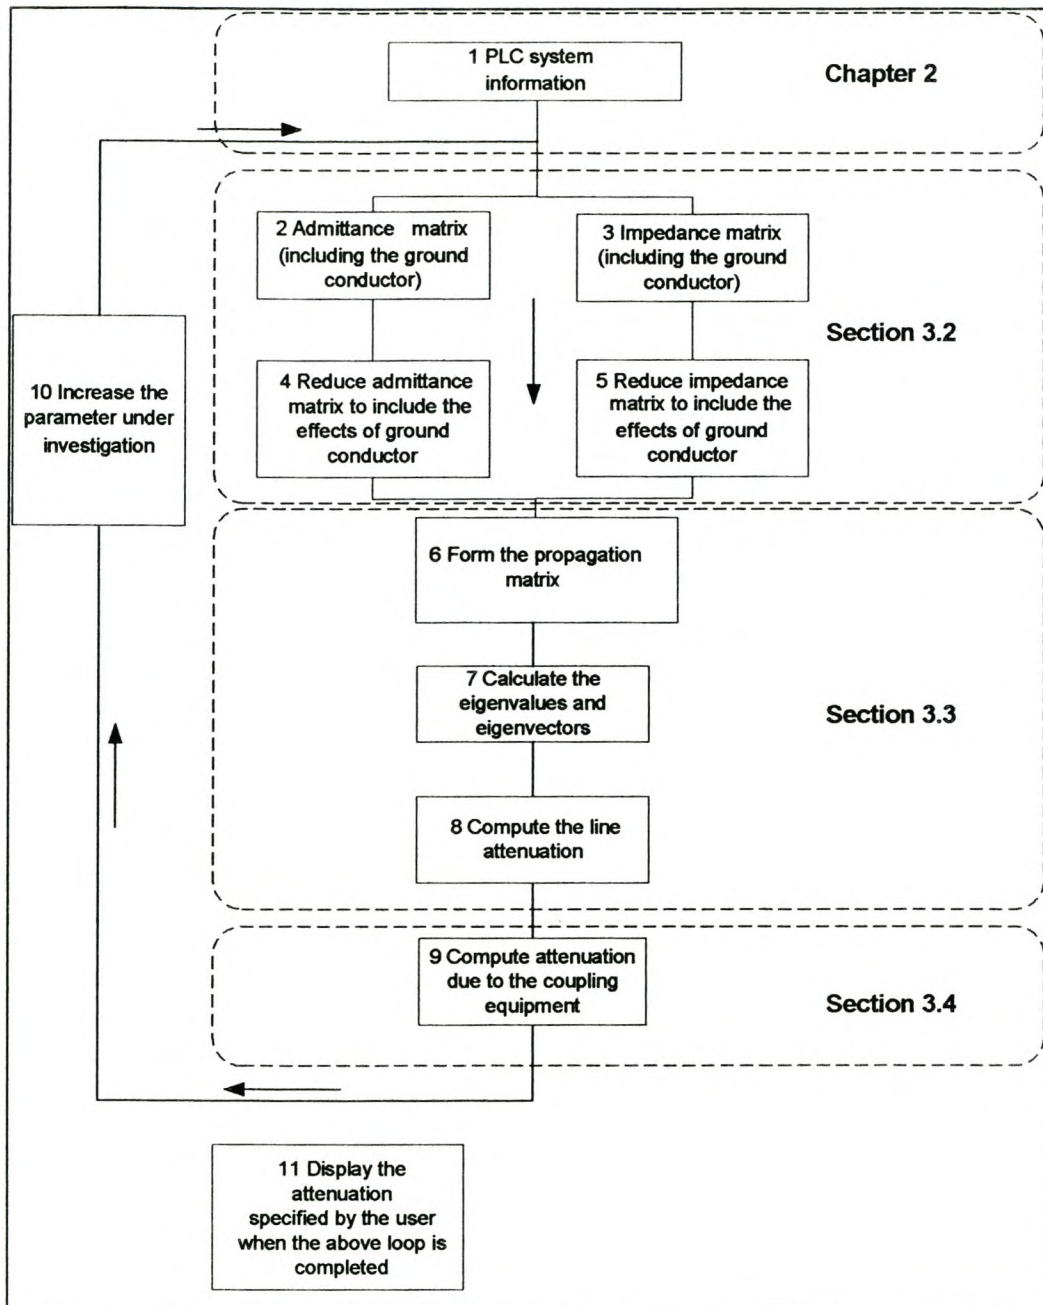 1 PLC system
information
Chapter 2
2 Admittance matrix
(including the ground
conductor)
3 Impedance matrix
(including the ground
conductor)
Section 3.2
4 Reduce admittance
matrix to include the
effects of ground
conductor
5 Reduce impedance
matrix to include the
effects of ground
conductor
10 Increase the
parameter under
investigation
6 Form the propagation
matrix
7 Calculate the
eigenvalues and
eigenvectors
Section 3.3
8 Compute the line
attenuation
9 Compute attenuation
due to the coupling
equipment
Section 3.4
11 Display the
attenuation
specified by the user
when the above loop is
completed